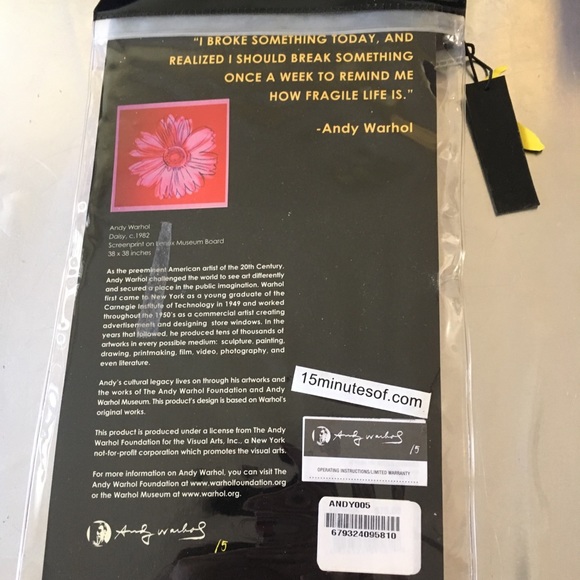 "I BROKE SOMETHING TODAY, AND
REALIZED I SHOULD BREAK SOMETHING
ONCE A WEEK TO REMIND ME
HOW FRAGILE LIFE IS."
-Andy Warhol
Andy Warhol
Daisy, c.1982
Screenprint on Museum Board
38 x 38 inches
As the preeminent American artist of the 20th Century,
Andy Warhol challenged the world to see art differently
and secured a place in the public imagination. Warhol
first came to New York as a young graduate of the
Carnegie Institute of Technology in 1949 and worked
throughout the 1950's as a commercial artist creating
advertisements and designing store windows. In the
years that followed, he produced tens of thousands of
artworks in every possible medium: sculpture, painting,
drawing, printmaking, film, video, photography, and
even literature.
Andy's cultural legacy lives on through his artworks and
the works of The Andy Warhol Foundation and Andy
Warhol Museum. This product's design is based on Warhol's
original works.
This product is produced under a license from The Andy
Warhol Foundation for the Visual Arts, Inc., a New York
not-for-profit corporation which promotes the visual arts.
For more information on Andy Warhol, you can visit The
Andy Warhol Foundation at www.warholfoundation.org
or the Warhol Museum at www.warhol.org.
Andy Warhol
/5
15minutesof.com
Andy Warhol
/5
OPERATING INSTRUCTIONS/LIMITED WARRANTY
ANDY005
679324095810